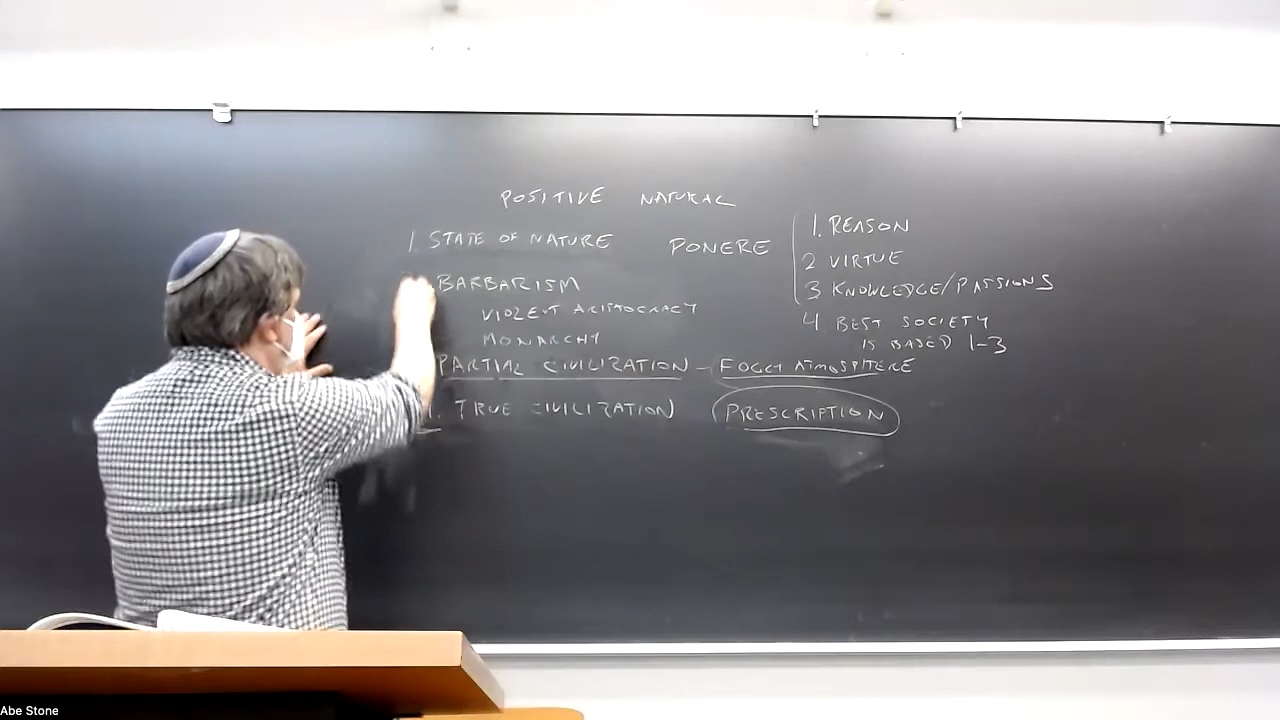 POSITIVE NATURAL
1. STATE OF NATURE
BARBARISM
VIOLENT ARISTOCRACY
MONARCHY
PARTIAL CIVILIZATION - FOGGY ATMOSPHERE
1. TRUE CIVILIZATION
PRESCRIPTION
PONERE
1. REASON
2 VIRTUE
3 KNOWLEDGE/PASSIONS
4 BEST SOCIETY
IS BASED 1-3
Abe Stone